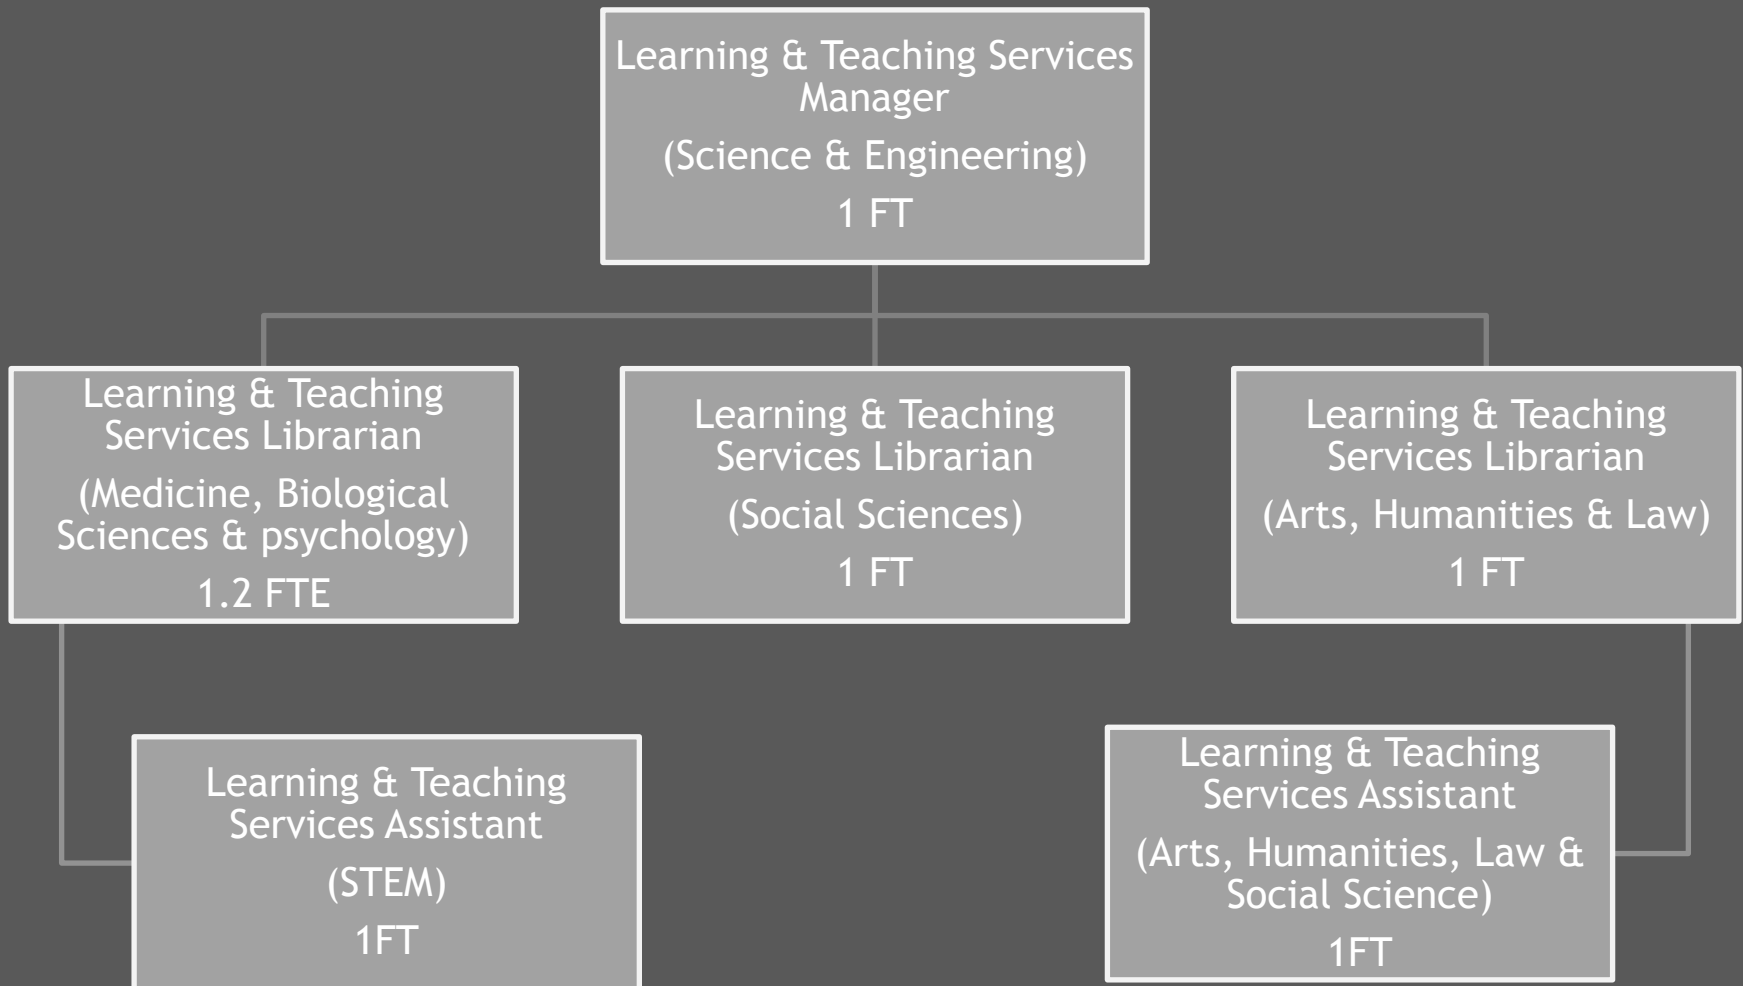 Learning & Teaching Services
Manager
(Science & Engineering)
1 FT
Learning & Teaching
Services Librarian
(Medicine, Biological
Sciences & psychology)
1.2 FTE
Learning & Teaching
Services Librarian
(Social Sciences)
1 FT
Learning & Teaching
Services Librarian
(Arts, Humanities & Law)
1 FT
Learning & Teaching
Services Assistant
(STEM)
1FT
Learning & Teaching
Services Assistant
(Arts, Humanities, Law &
Social Science)
1FT